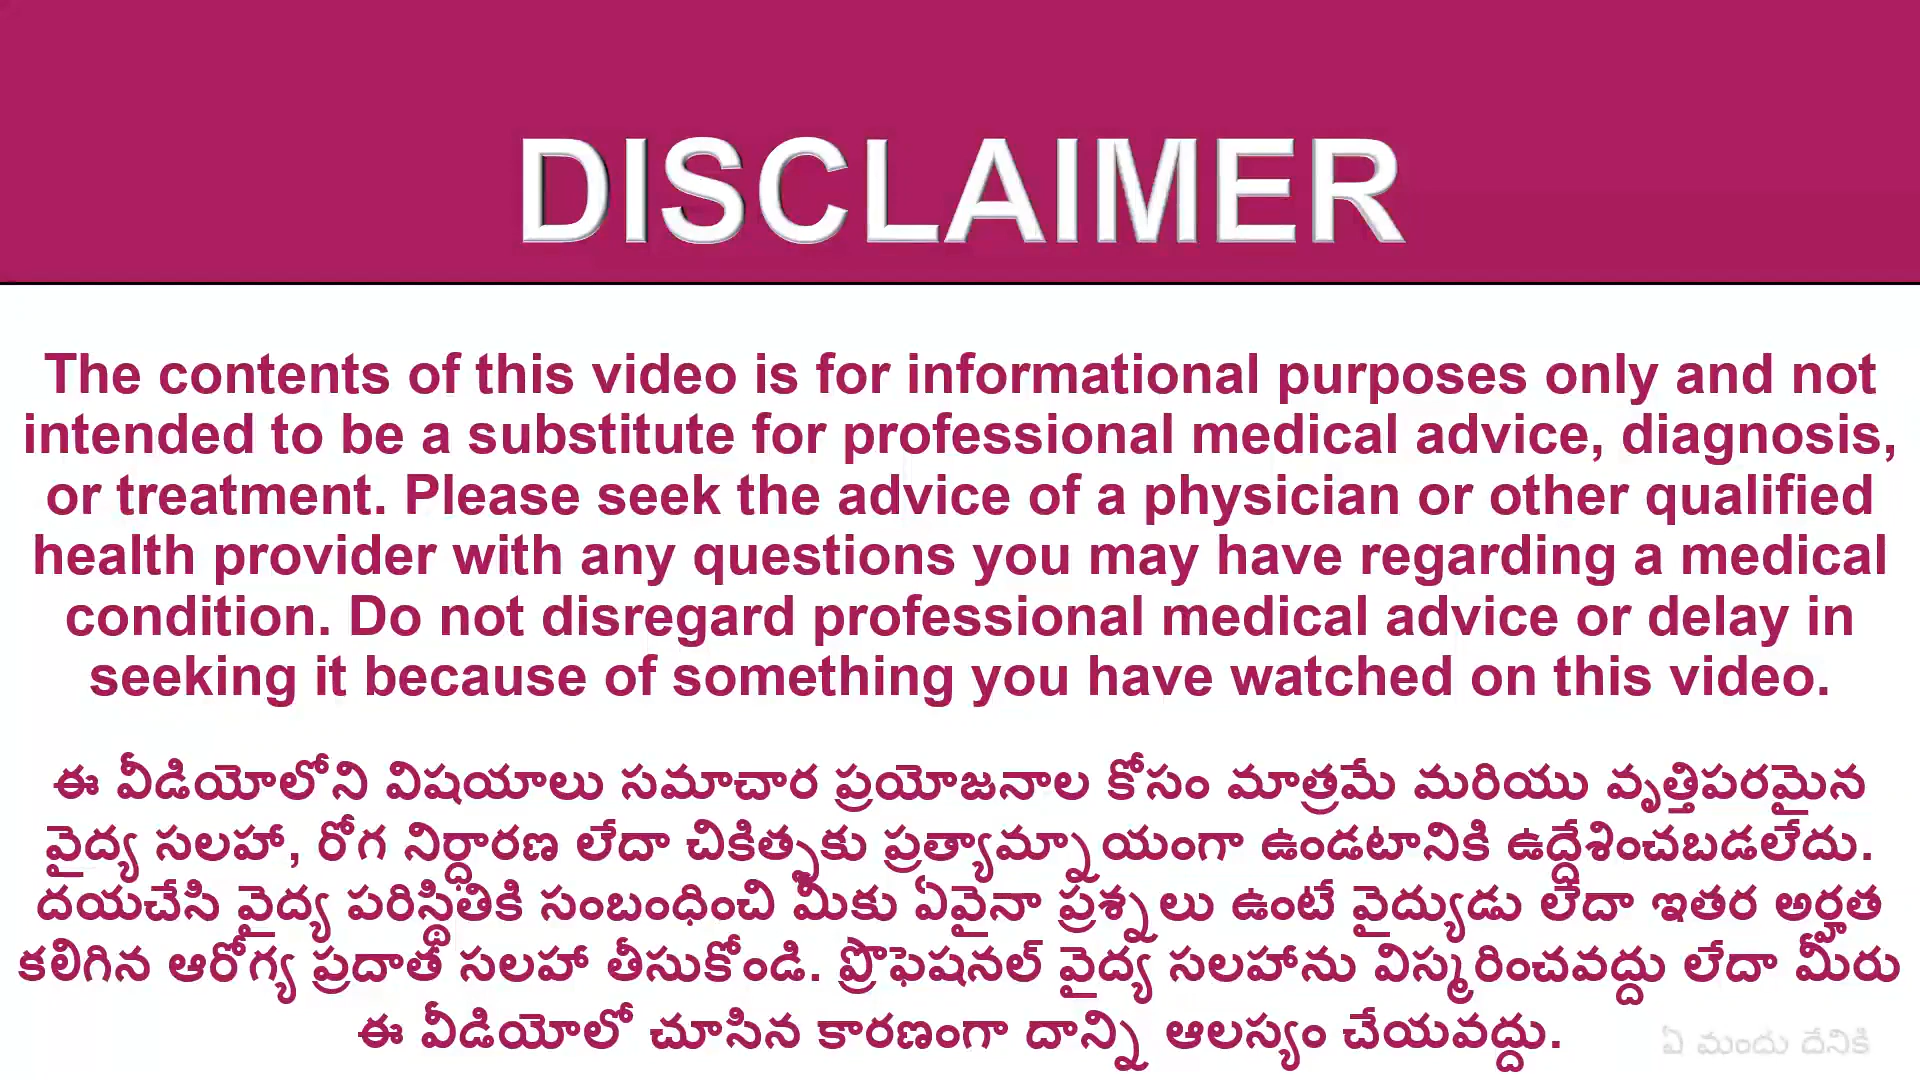 DISCLAIMER
The contents of this video is for informational purposes only and not
intended to be a substitute for professional medical advice, diagnosis,
or treatment. Please seek the advice of a physician or other qualified
health provider with any questions you may have regarding a medical
condition. Do not disregard professional medical advice or delay in
seeking it because of something you have watched on this video.
ఈ వీడియోలోని విషయాలు సమాచార ప్రయోజనాల కోసం మాత్రమే మరియు వృత్తిపరమైన
వైద్య సలహా, రోగ నిర్ధారణ లేదా చికిత్సకు ప్రత్యామ్నాయంగా ఉండటానికి ఉద్దేశించబడలేదు.
దయచేసి వైద్య పరిస్థితికి సంబంధించి మీకు ఏవైనా ప్రశ్నలు ఉంటే వైద్యుడు లేదా ఇతర అర్హత
కలిగిన ఆరోగ్య ప్రదాత సలహా తీసుకోండి. ప్రొఫెషనల్ వైద్య సలహాను విస్మరించవద్దు లేదా మీరు
ఈ వీడియోలో చూసిన కారణంగా దాన్ని ఆలస్యం చేయవద్దు.
ఏ మందు దేనికి